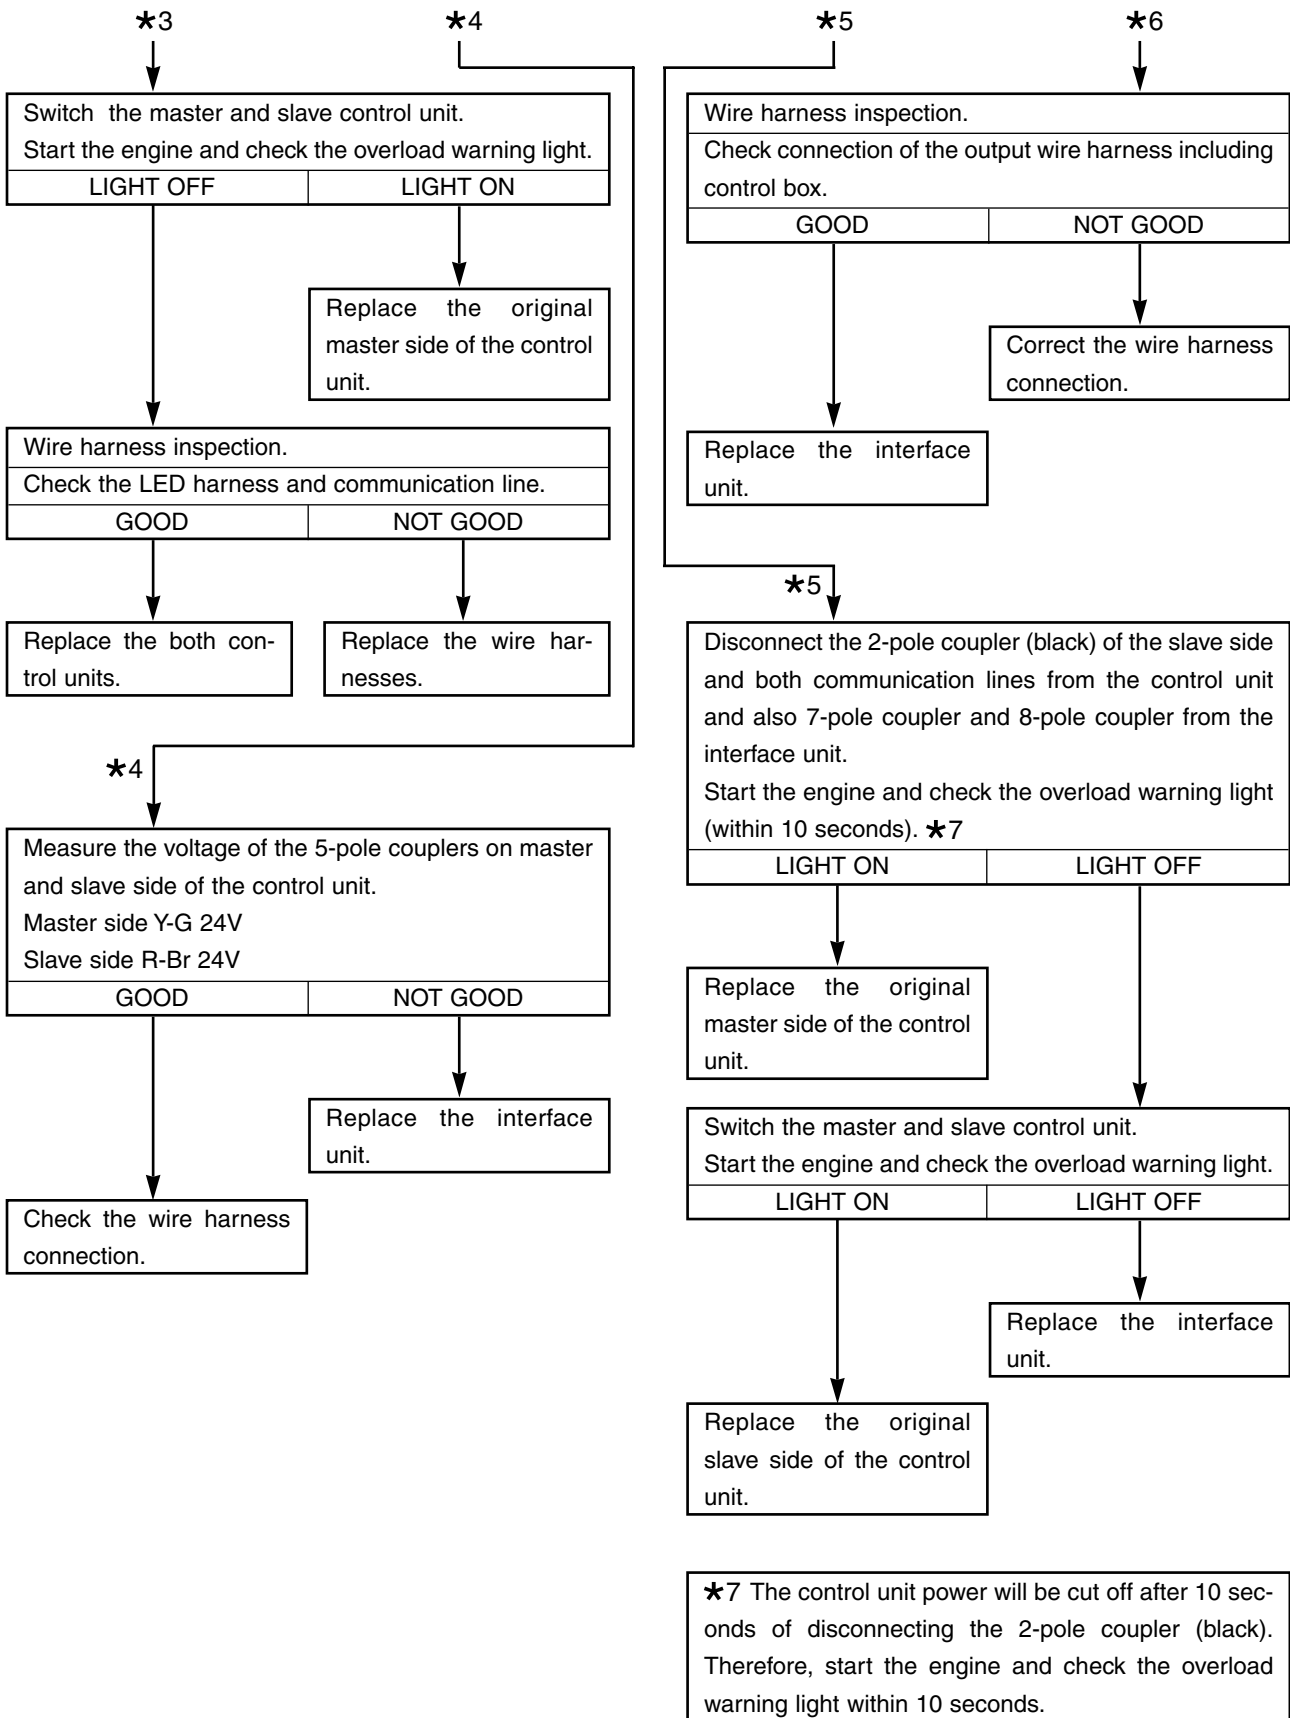 *3
Switch the master and slave control unit.
Start the engine and check the overload warning light.
LIGHT OFF
LIGHT ON
Replace the original
master side of the control
unit.
Wire harness inspection.
Check the LED harness and communication line.
GOOD
NOT GOOD
Replace the both con-
trol units.
Replace the wire har-
nesses.
*4
*4
Measure the voltage of the 5-pole couplers on master
and slave side of the control unit.
Master side Y-G 24V
Slave side R-Br 24V
GOOD
NOT GOOD
Replace the interface
unit.
Check the wire harness
connection.
*5
*6
Wire harness inspection.
Check connection of the output wire harness including
control box.
GOOD
NOT GOOD
Correct the wire harness
connection.
Replace the interface
unit.
*5
Disconnect the 2-pole coupler (black) of the slave side
and both communication lines from the control unit
and also 7-pole coupler and 8-pole coupler from the
interface unit.
Start the engine and check the overload warning light
(within 10 seconds). *7
LIGHT ON
LIGHT OFF
Replace the original
master side of the control
unit.
Switch the master and slave control unit.
Start the engine and check the overload warning light.
LIGHT ON
LIGHT OFF
Replace the interface
unit.
Replace the original
slave side of the control
unit.
*7 The control unit power will be cut off after 10 sec-
onds of disconnecting the 2-pole coupler (black).
Therefore, start the engine and check the overload
warning light within 10 seconds.